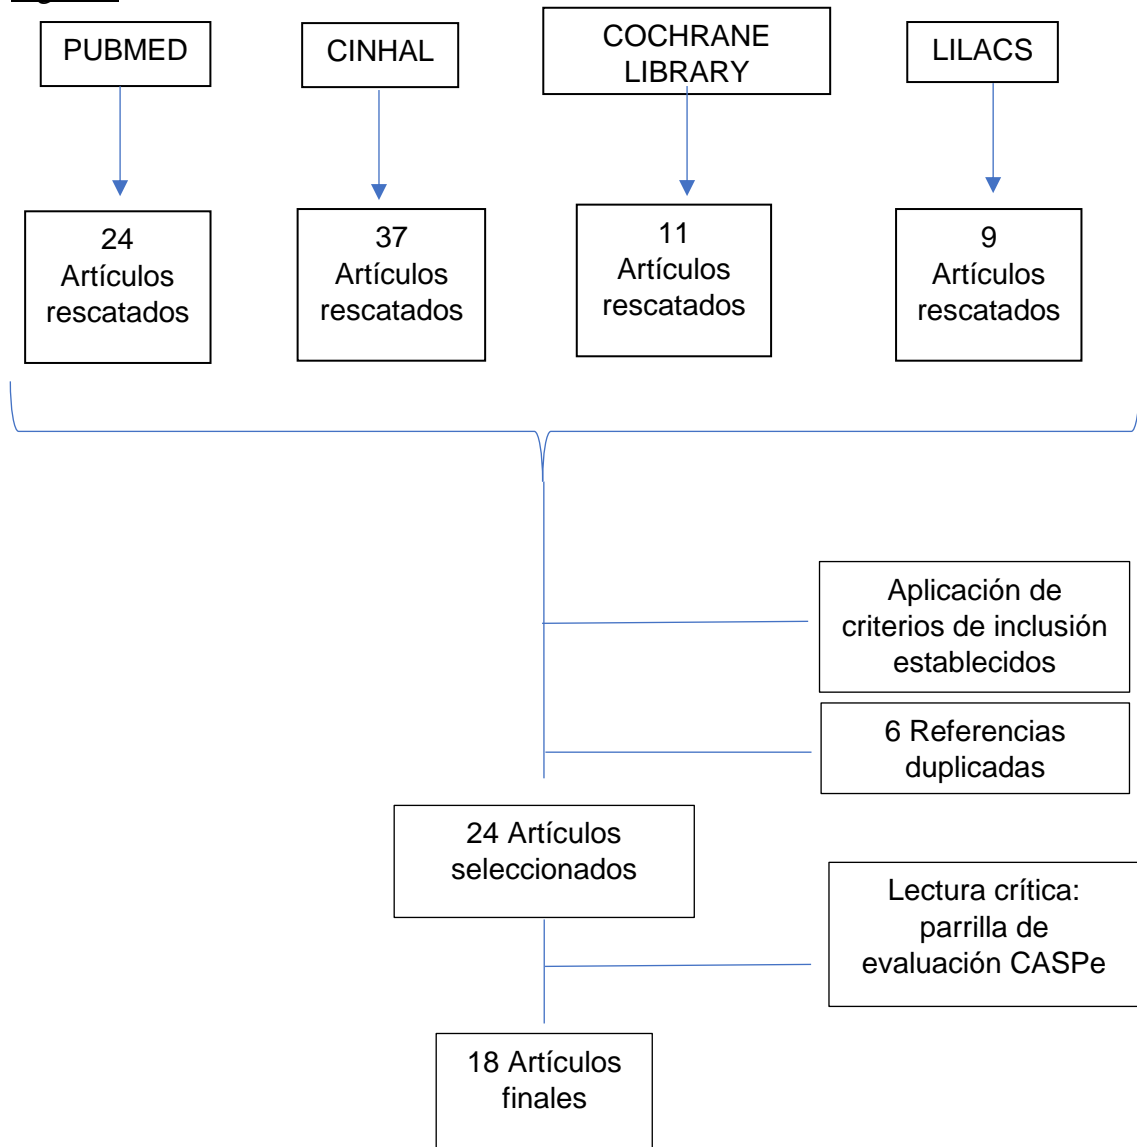 PUBMED
CINHAL
COCHRANE
LIBRARY
LILACS
24
Artículos
rescatados
37
Artículos
rescatados
11
Artículos
rescatados
9
Artículos
rescatados
Aplicación de
criterios de inclusión
establecidos
6 Referencias
duplicadas
24 Artículos
seleccionados
Lectura crítica:
parrilla de
evaluación CASPe
18 Artículos
finales